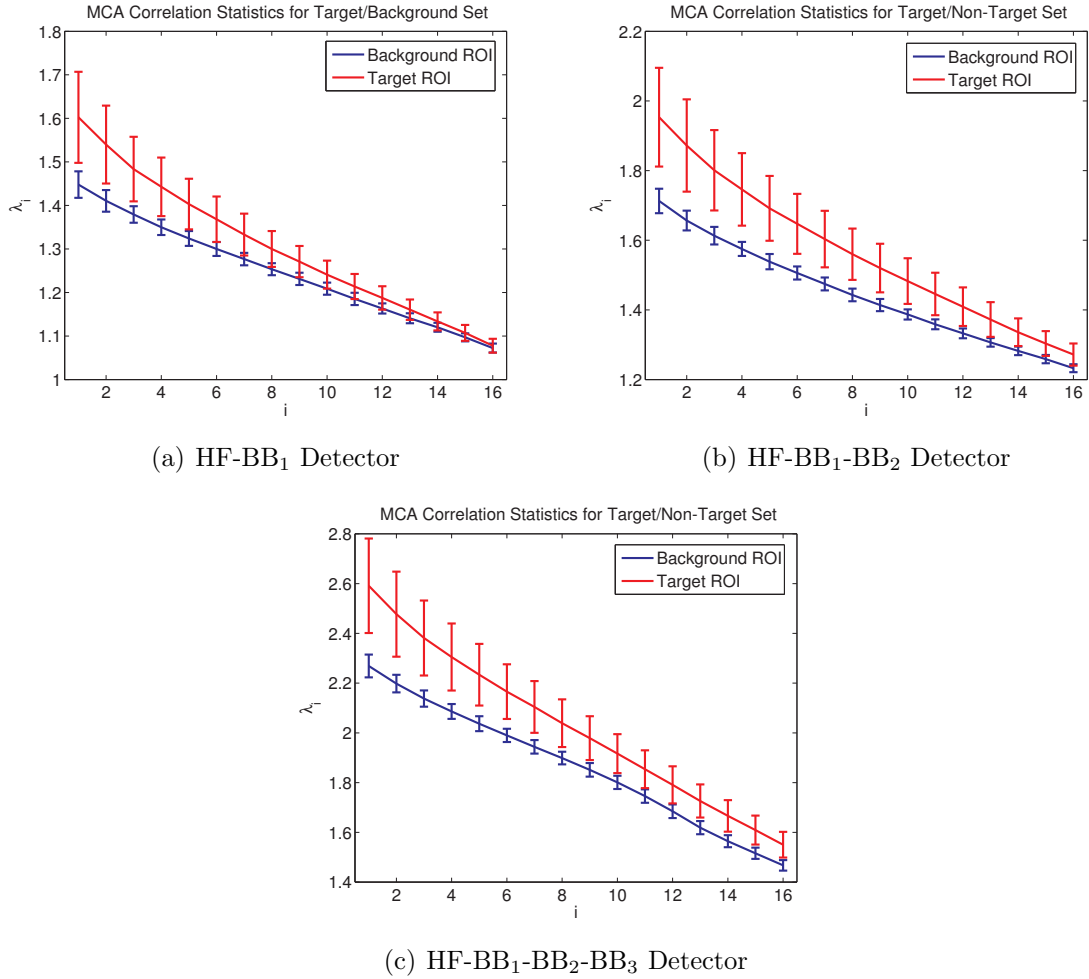 MCA Correlation Statistics for Target/Background Set
1.8
1.7
1.6
1.5
1.4
1.3
1.2
1.1
1
λi
2 4 6 8 10 12 14 16
i
Background ROI
Target ROI
(a) HF-BB₁ Detector
MCA Correlation Statistics for Target/Non-Target Set
2.2
2
1.8
1.6
1.4
1.2
λi
2 4 6 8 10 12 14 16
i
Background ROI
Target ROI
(b) HF-BB₁-BB₂ Detector
MCA Correlation Statistics for Target/Non-Target Set
2.8
2.6
2.4
2.2
2
1.8
1.6
1.4
λi
2 4 6 8 10 12 14 16
i
Background ROI
Target ROI
(c) HF-BB₁-BB₂-BB₃ Detector